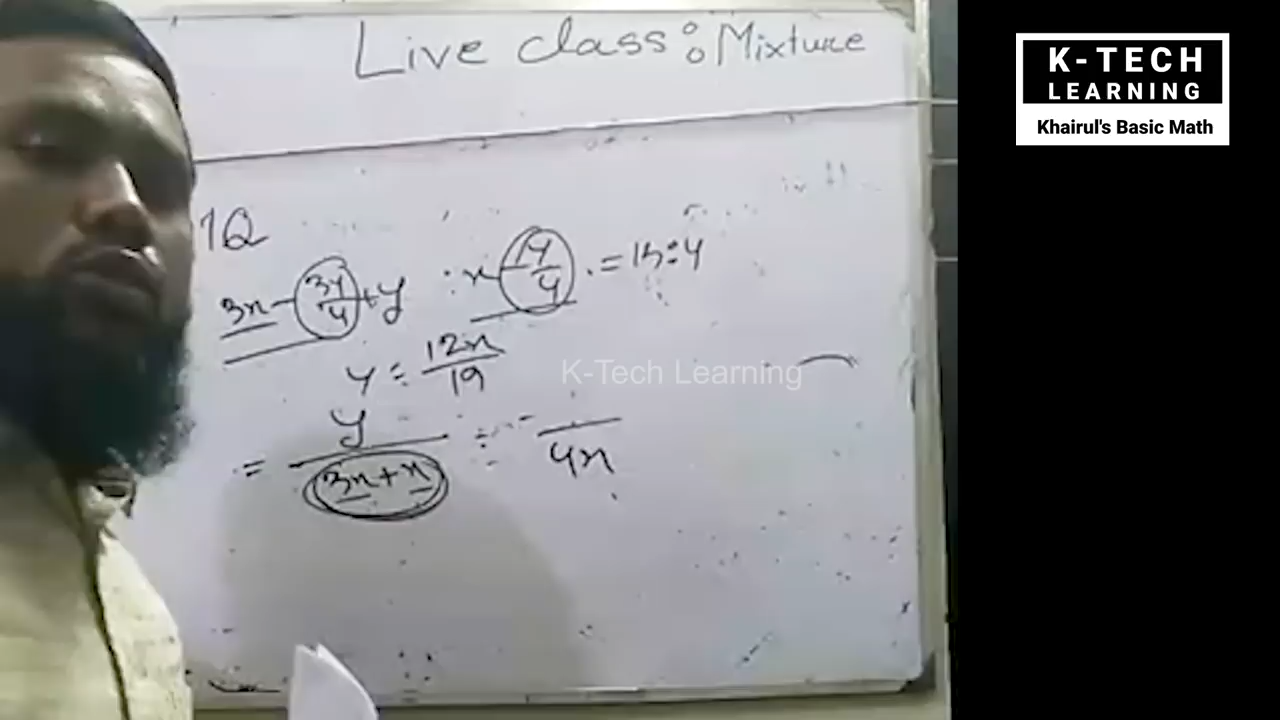 Live class : Mixture
K-TECH
LEARNING
Khairul's Basic Math
1Q
3x - 3y/4 + y : x - 1y/4 = 15:4
y = 12x/19
K-Tech Learning
= y/(3x+x) =
4x